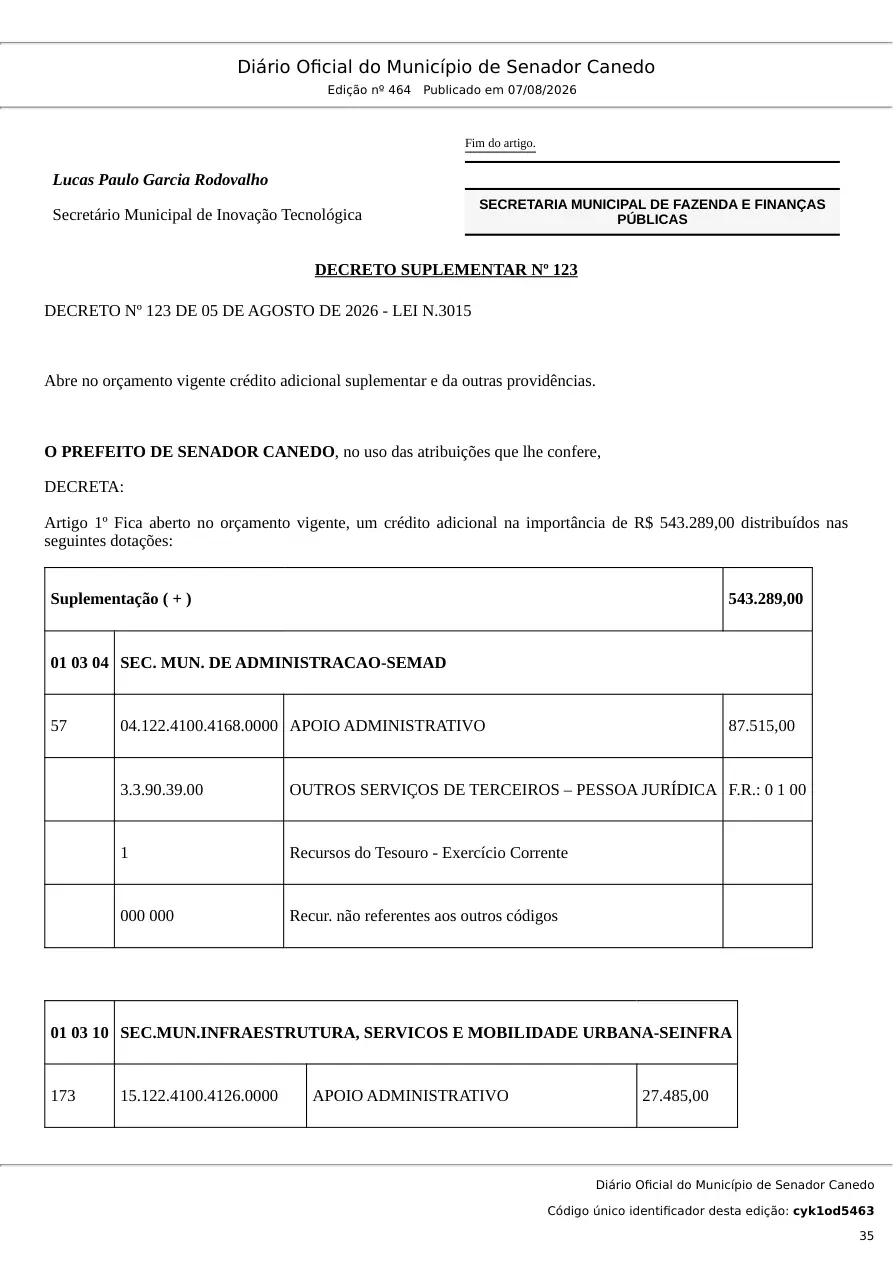 Diário Oficial do Município de Senador Canedo
Edição nº 464 Publicado em 07/08/2026
Lucas Paulo Garcia Rodovalho
Secretário Municipal de Inovação Tecnológica
Fim do artigo.
SECRETARIA MUNICIPAL DE FAZENDA E FINANÇAS
PÚBLICAS
DECRETO SUPLEMENTAR Nº 123
DECRETO Nº 123 DE 05 DE AGOSTO DE 2026 - LEI N.3015
Abre no orçamento vigente crédito adicional suplementar e da outras providências.
O PREFEITO DE SENADOR CANEDO, no uso das atribuições que lhe confere,
DECRETA:
Artigo 1º Fica aberto no orçamento vigente, um crédito adicional na importância de R$ 543.289,00 distribuídos nas
seguintes dotações:
Suplementação ( + ) 543.289,00
01 03 04 SEC. MUN. DE ADMINISTRACAO-SEMAD
57 04.122.4100.4168.0000 APOIO ADMINISTRATIVO 87.515,00
3.3.90.39.00 OUTROS SERVIÇOS DE TERCEIROS – PESSOA JURÍDICA F.R.: 0 1 00
1 Recursos do Tesouro - Exercício Corrente
000 000 Recur. não referentes aos outros códigos
01 03 10 SEC.MUN.INFRAESTRUTURA, SERVICOS E MOBILIDADE URBANA-SEINFRA
173 15.122.4100.4126.0000 APOIO ADMINISTRATIVO 27.485,00
Diário Oficial do Município de Senador Canedo
Código único identificador desta edição: cyk1od5463
35